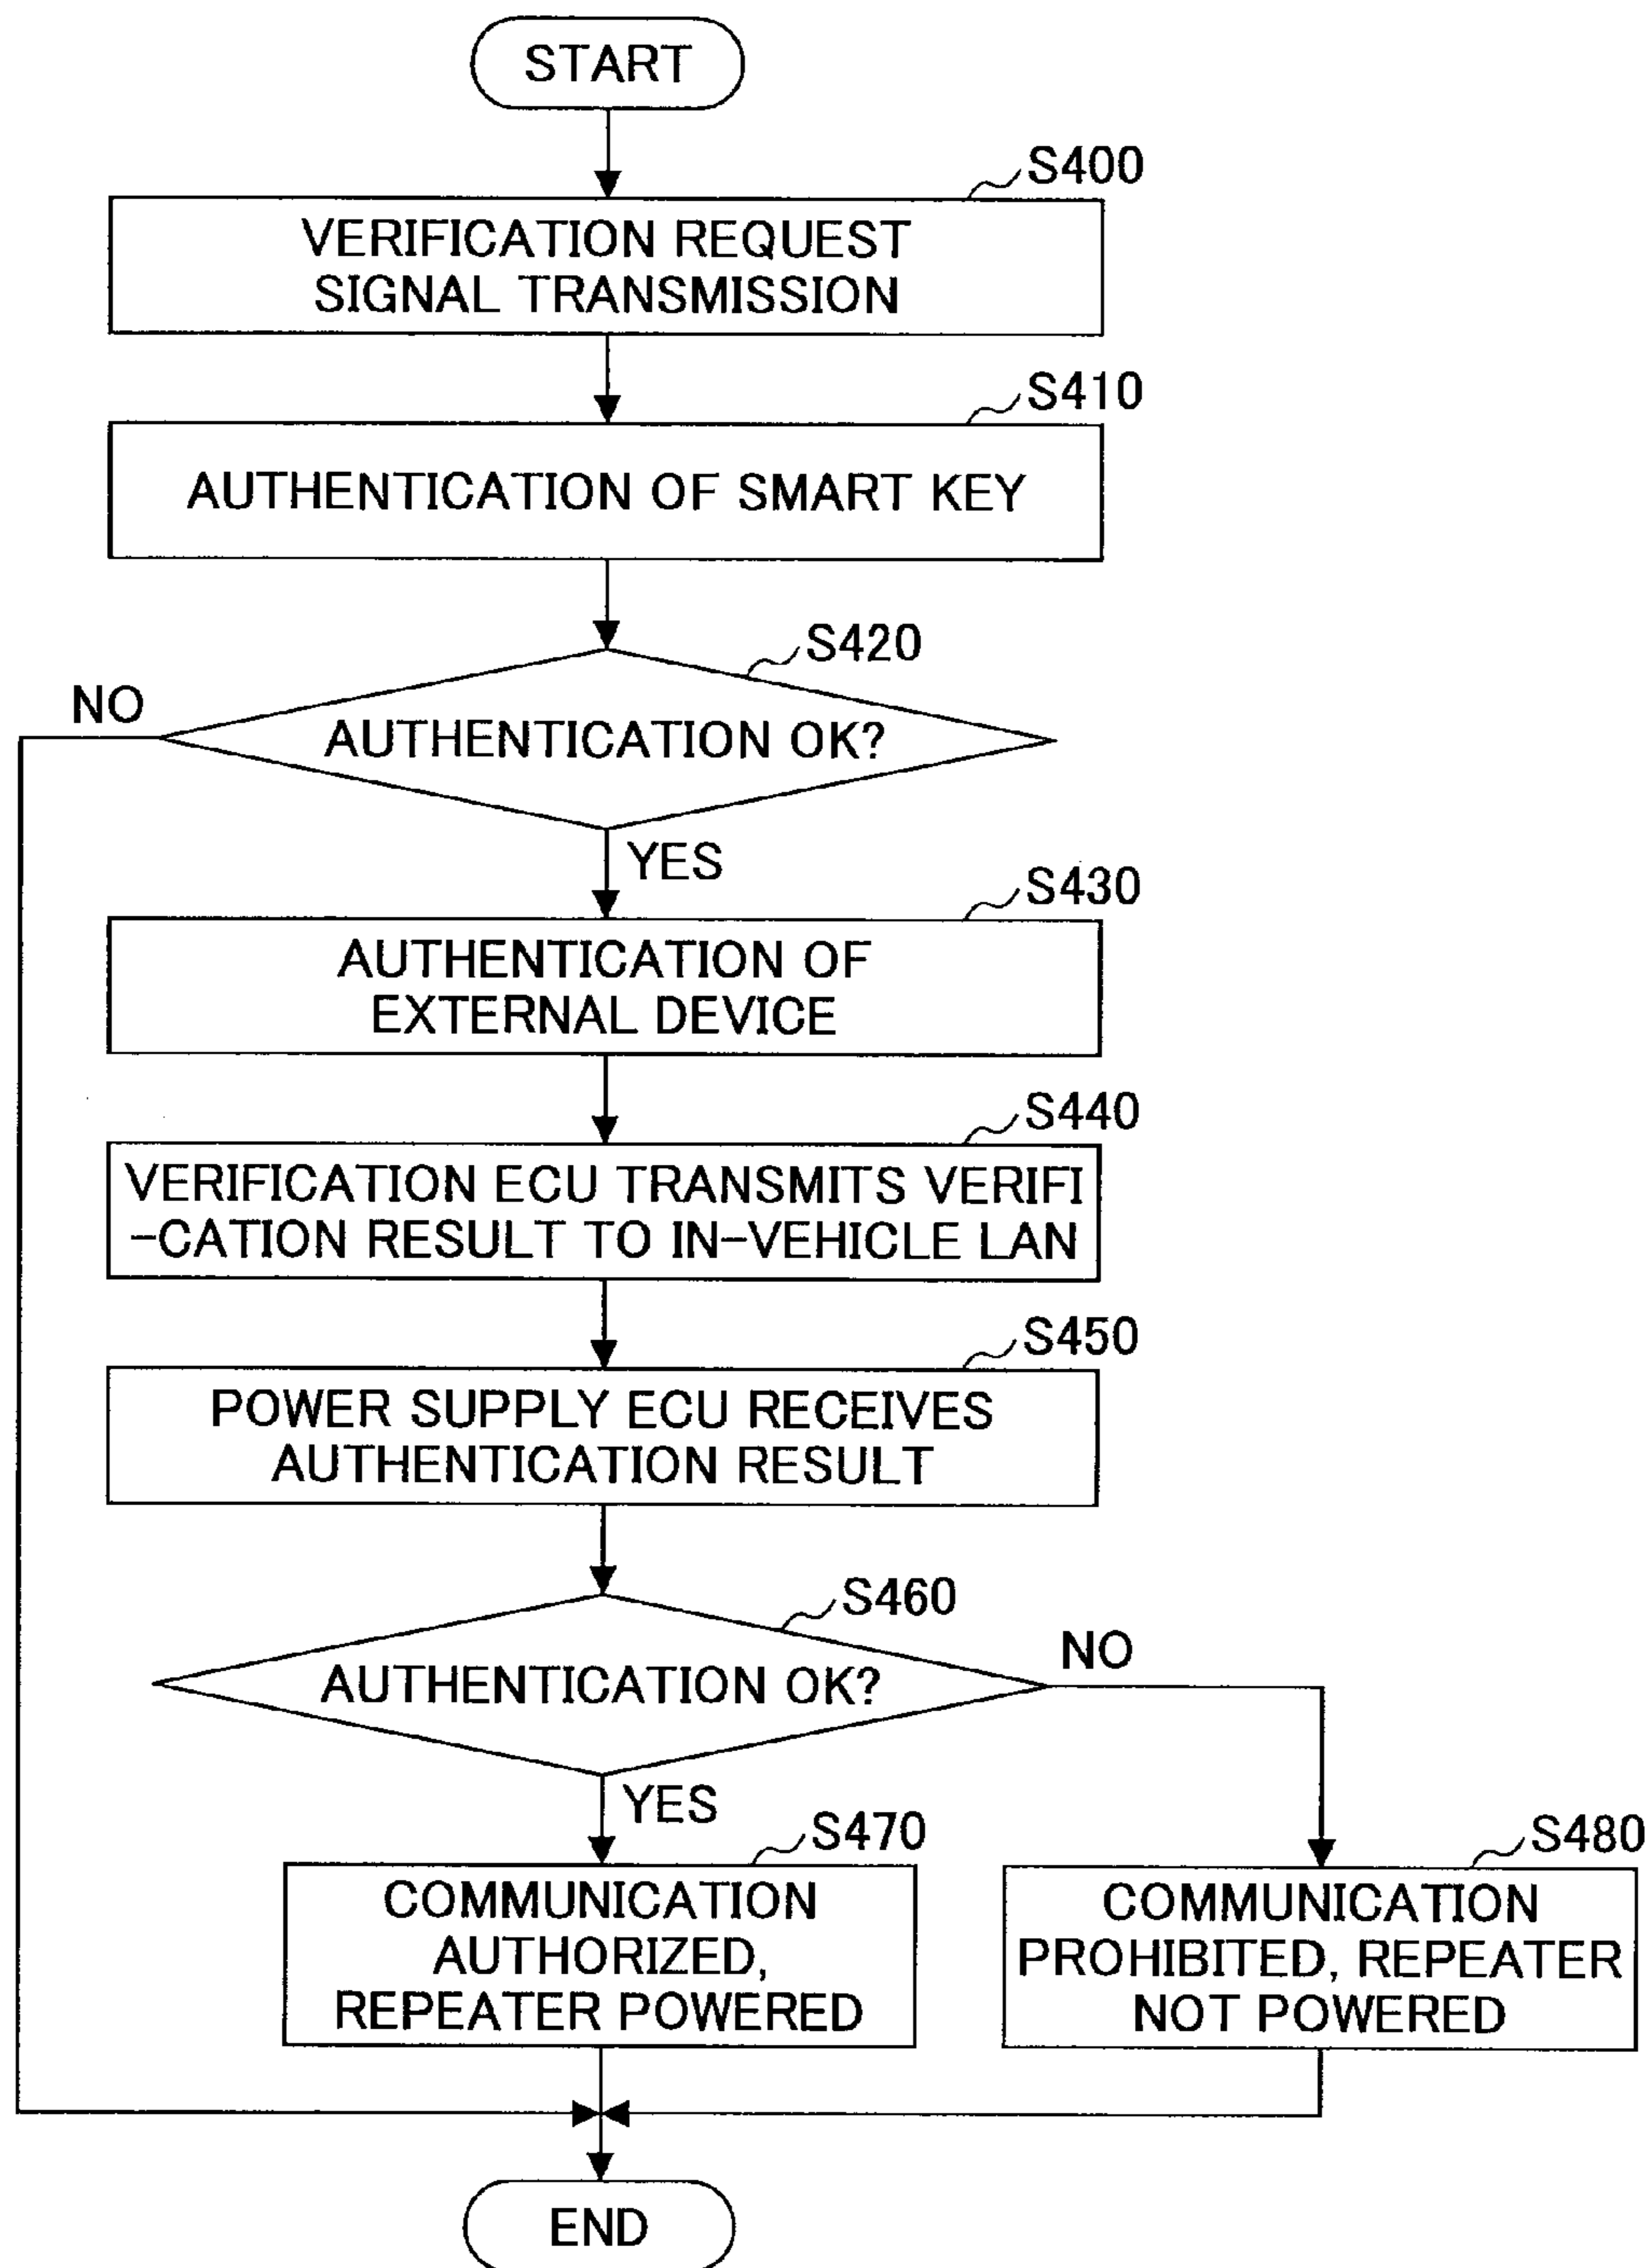 START
S400
VERIFICATION REQUEST
SIGNAL TRANSMISSION
S410
AUTHENTICATION OF SMART KEY
S420
NO
AUTHENTICATION OK?
YES
S430
AUTHENTICATION OF
EXTERNAL DEVICE
S440
VERIFICATION ECU TRANSMITS VERIFI
-CATION RESULT TO IN-VEHICLE LAN
S450
POWER SUPPLY ECU RECEIVES
AUTHENTICATION RESULT
S460
NO
AUTHENTICATION OK?
YES
S470
COMMUNICATION
AUTHORIZED,
REPEATER POWERED
S480
COMMUNICATION
PROHIBITED, REPEATER
NOT POWERED
END